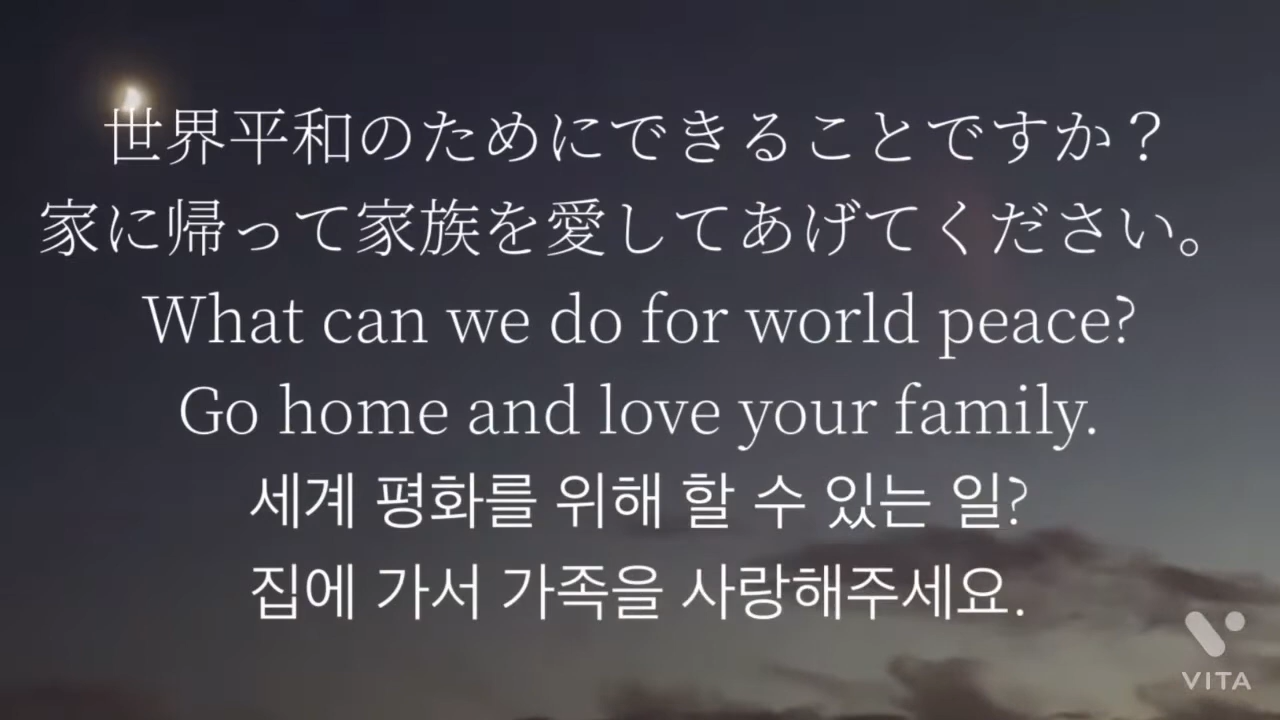 世界平和のためにできることですか？
家に帰って家族を愛してあげてください。
What can we do for world peace?
Go home and love your family.
세계 평화를 위해 할 수 있는 일?
집에 가서 가족을 사랑해주세요.
VITA